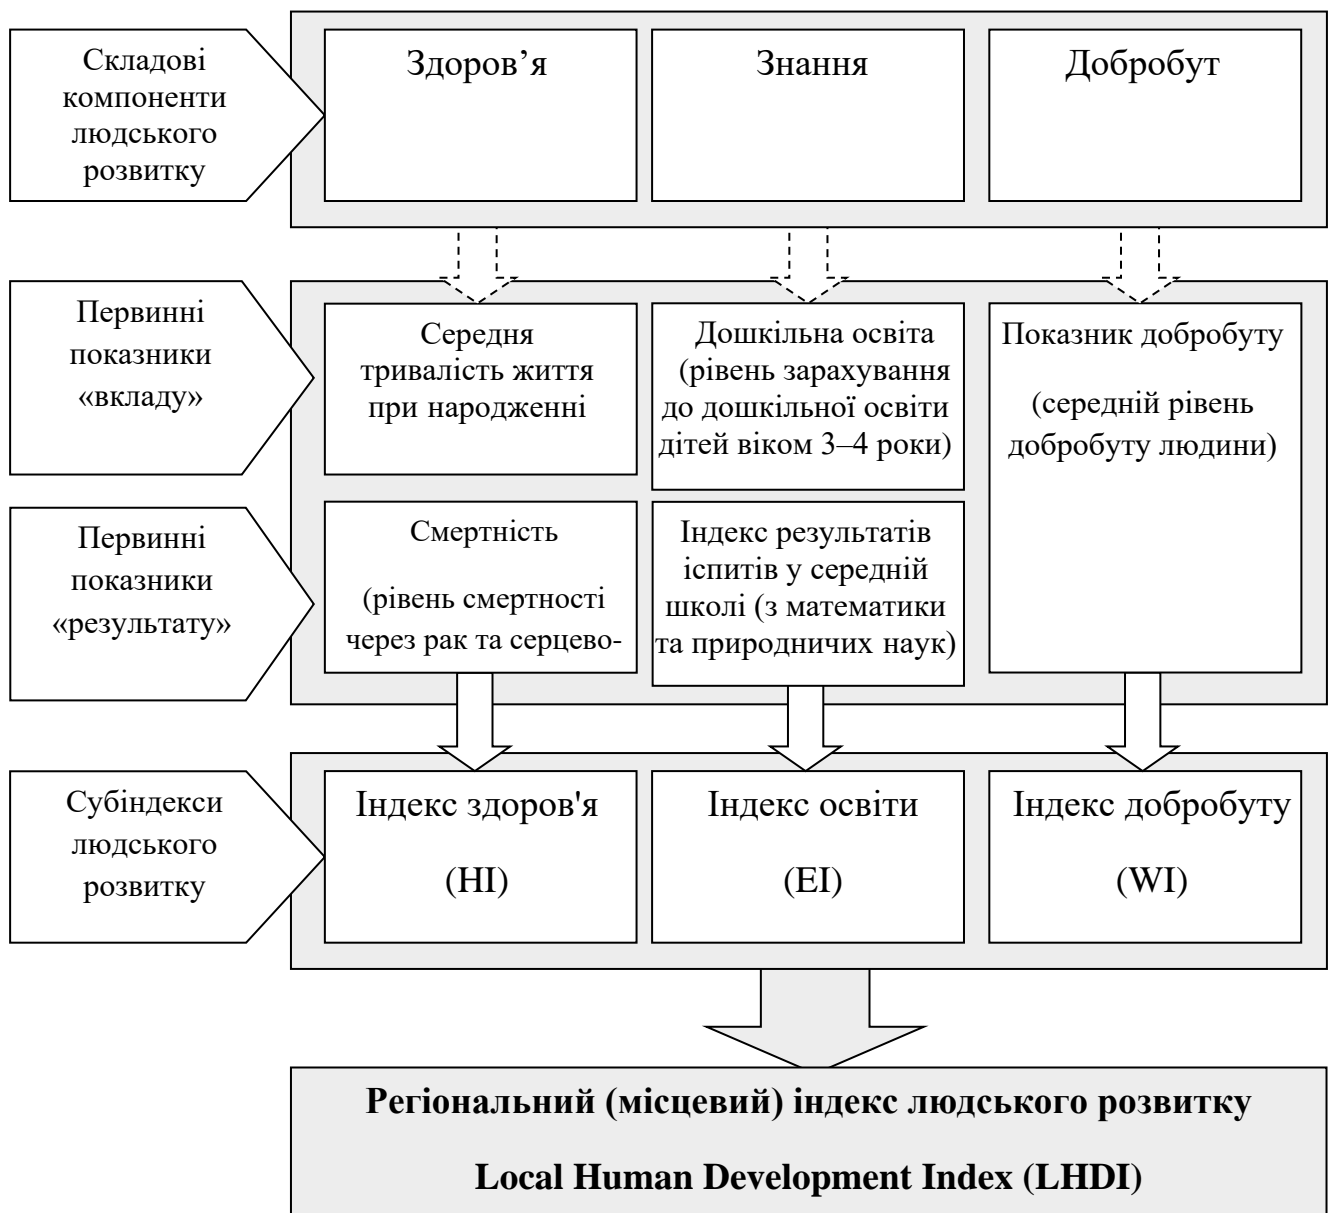 Складові
компоненти
людського
розвитку
Здоров’я
Знання
Добробут
Первинні
показники
«вкладу»
Середня
тривалість життя
при народженні
Дошкільна освіта
(рівень зарахування
до дошкільної освіти
дітей віком 3–4 роки)
Показник добробуту
(середній рівень
добробуту людини)
Первинні
показники
«результату»
Смертність
(рівень смертності
через рак та серцево-
Індекс результатів
іспитів у середній
школі (з математики
та природничих наук)
Субіндекси
людського
розвитку
Індекс здоров'я
(HI)
Індекс освіти
(EI)
Індекс добробуту
(WI)
Регіональний (місцевий) індекс людського розвитку
Local Human Development Index (LHDI)